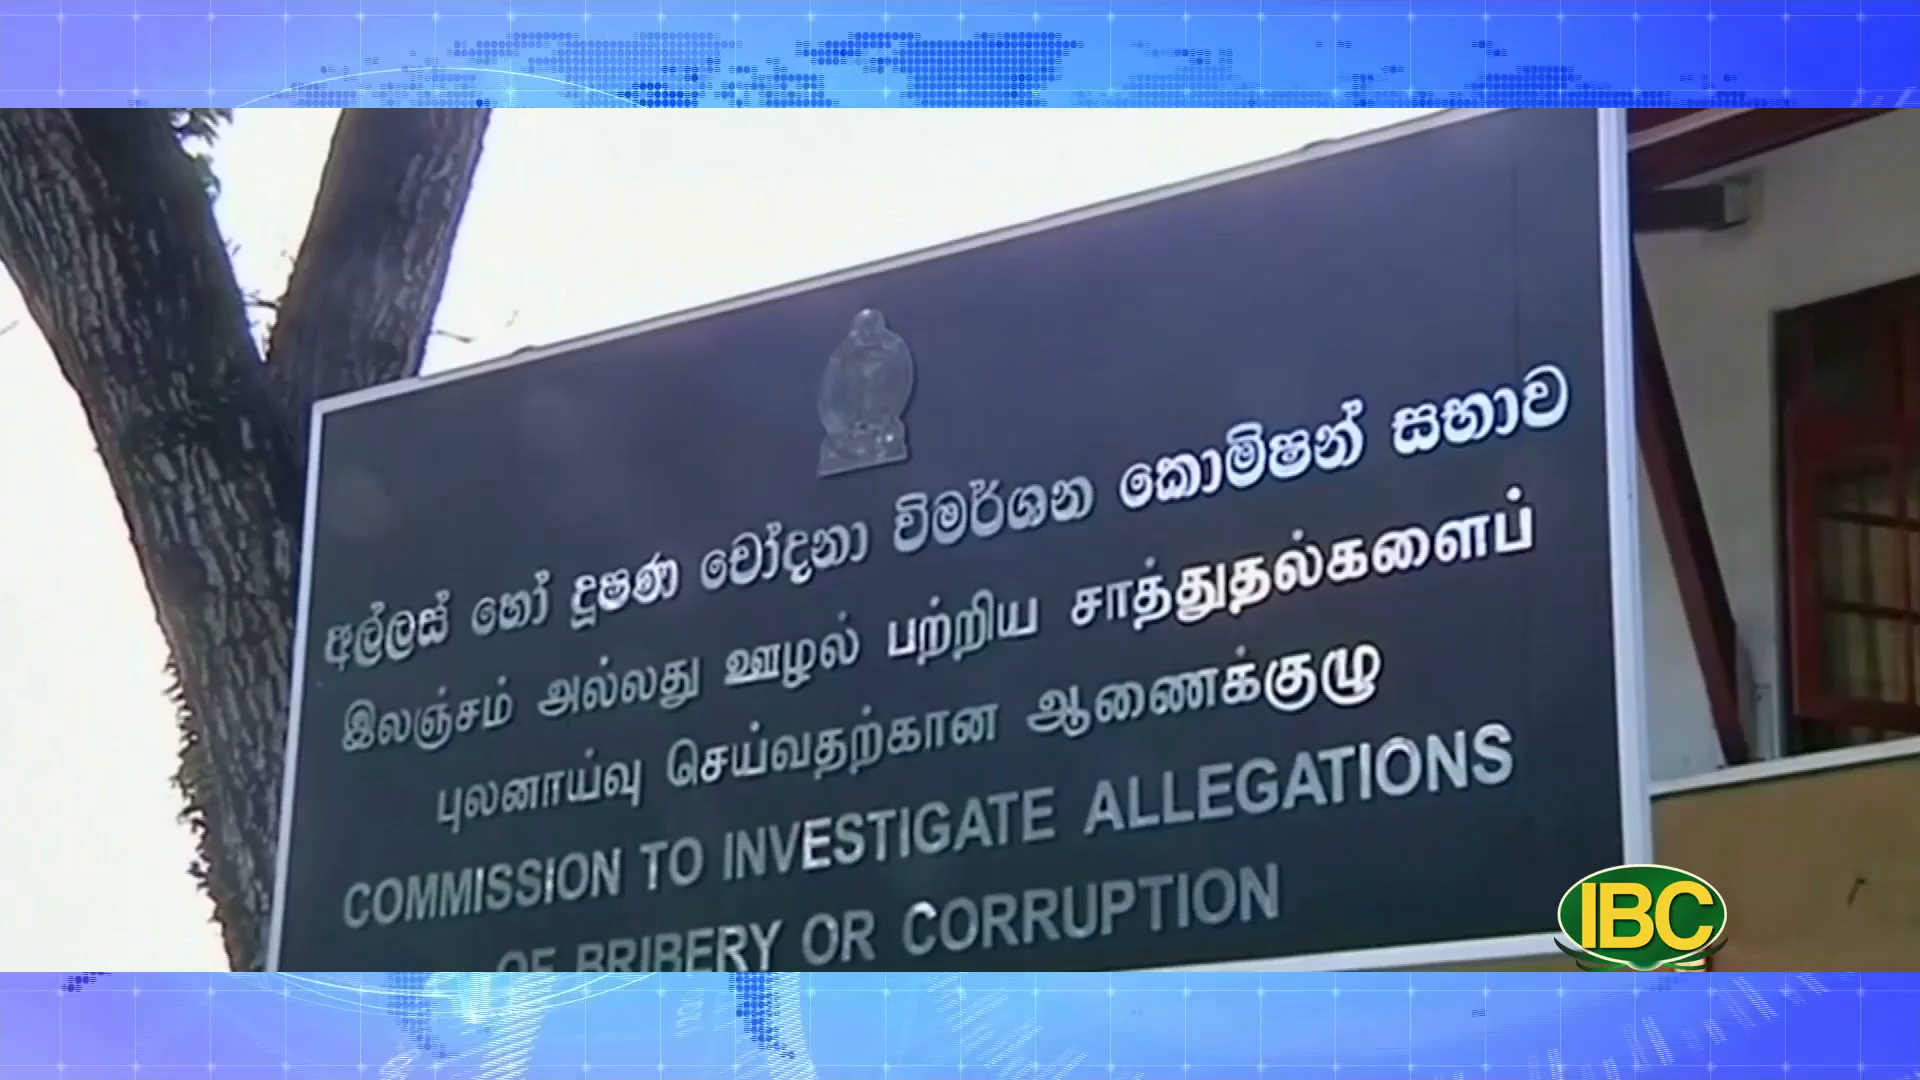 අල්ලස් හෝ දූෂණ චෝදනා විමර්ශන කොමිෂන් සභාව
இலஞ்சம் அல்லது ஊழல் பற்றிய சாத்துதல்களைப்
புலனாய்வு செய்வதற்கான ஆணைக்குழு
COMMISSION TO INVESTIGATE ALLEGATIONS
OF BRIBERY OR CORRUPTION
IBC